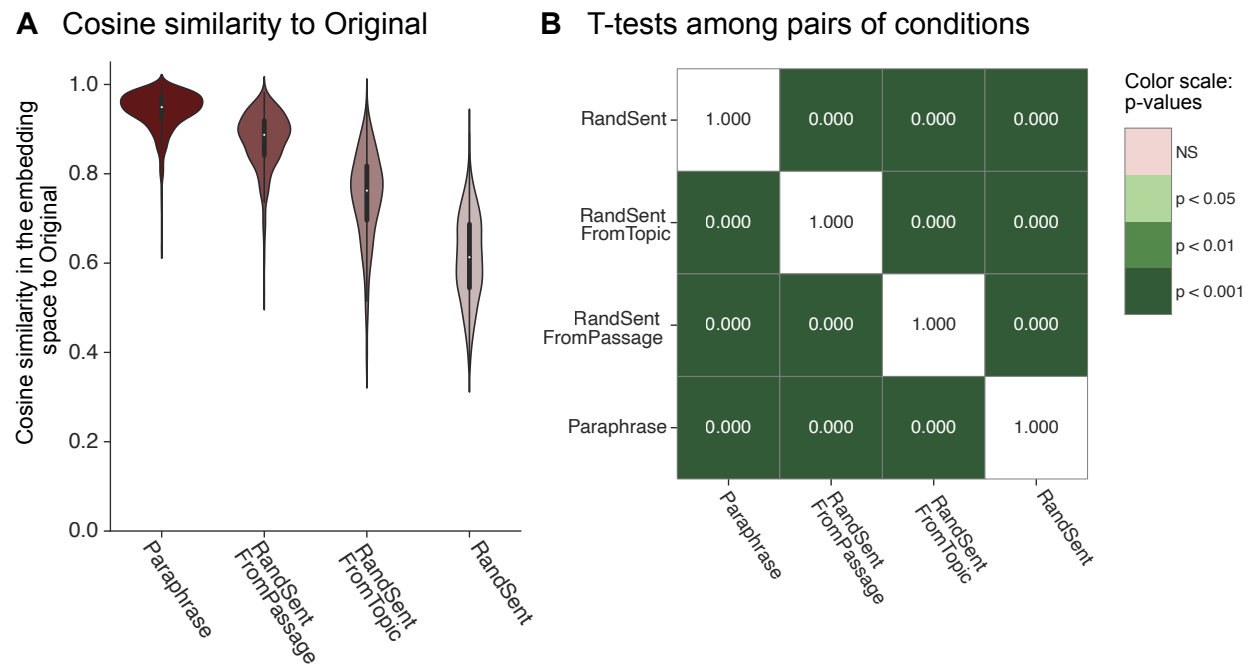 A Cosine similarity to Original
Cosine similarity in the embedding
space to Original
1.0
0.8
0.6
0.4
0.2
0.0
Paraphrase
RandSent
FromPassage
RandSent
FromTopic
RandSent
B T-tests among pairs of conditions
RandSent
1.000 0.000 0.000 0.000
RandSent
FromTopic
0.000 1.000 0.000 0.000
RandSent
FromPassage
0.000 0.000 1.000 0.000
Paraphrase
0.000 0.000 0.000 1.000
Paraphrase
RandSent
FromPassage
RandSent
FromTopic
RandSent
Color scale:
p-values
NS
p < 0.05
p < 0.01
p < 0.001